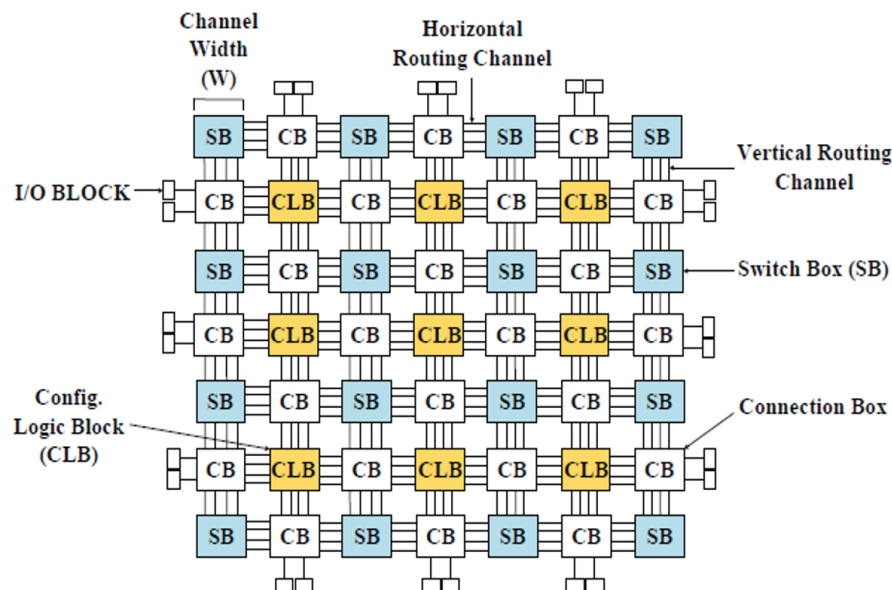 Channel
Width
(W)
Horizontal
Routing Channel
SB CB SB CB SB CB SB
Vertical Routing
Channel
I/O BLOCK
CB CLB CB CLB CB CLB CB
SB CB SB CB SB CB SB
Switch Box (SB)
CB CLB CB CLB CB CLB CB
Config.
Logic Block
(CLB)
SB CB SB CB SB CB SB
Connection Box
CB CLB CB CLB CB CLB CB
SB CB SB CB SB CB SB